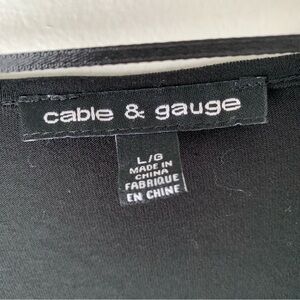 cable & gauge
L/G
MADE IN
CHINA
FABRIQUE
EN CHINE